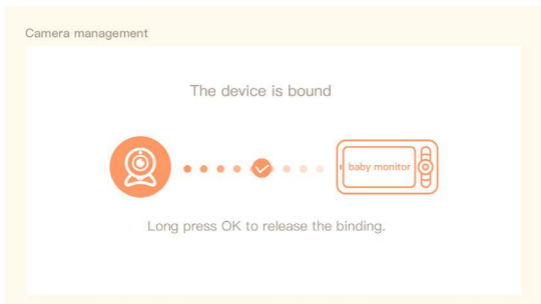 Camera management
The device is bound
baby monitor
Long press OK to release the binding.